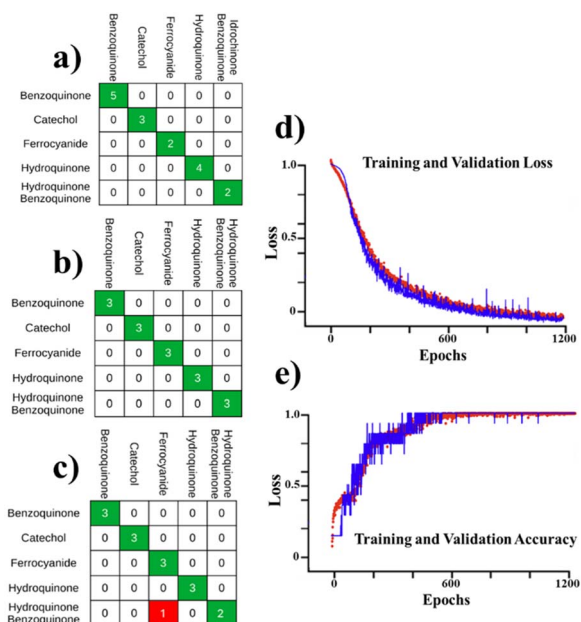 a)
Benzoquinone
Catechol
Ferrocyanide
Hydroquinone
Idrochinone
Benzoquinone
Benzoquinone 5 0 0 0 0
Catechol 0 3 0 0 0
Ferrocyanide 0 0 2 0 0
Hydroquinone 0 0 0 4 0
Hydroquinone
Benzoquinone 0 0 0 0 2
b)
Benzoquinone
Catechol
Ferrocyanide
Hydroquinone
Hydroquinone
Benzoquinone
Benzoquinone 3 0 0 0 0
Catechol 0 3 0 0 0
Ferrocyanide 0 0 3 0 0
Hydroquinone 0 0 0 3 0
Hydroquinone
Benzoquinone 0 0 0 0 3
c)
Benzoquinone
Catechol
Ferrocyanide
Hydroquinone
Hydroquinone
Benzoquinone
Benzoquinone 3 0 0 0 0
Catechol 0 3 0 0 0
Ferrocyanide 0 0 3 0 0
Hydroquinone 0 0 0 3 0
Hydroquinone
Benzoquinone 0 0 1 0 2
d)
Training and Validation Loss
Loss
1.0
0.5
0
0 600 1200
Epochs
e)
Training and Validation Accuracy
Loss
1.0
0.5
0
0 600 1200
Epochs